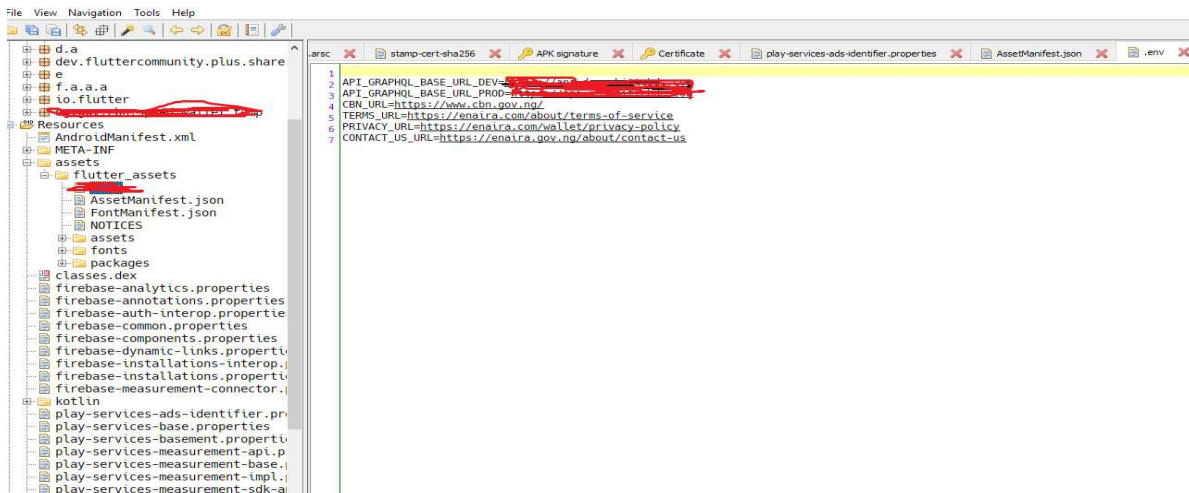 File View Navigation Tools Help
d.a
dev.fluttercommunity.plus.share
e
f.a.a.a
io.flutter
Resources
AndroidManifest.xml
META-INF
assets
flutter_assets
AssetManifest.json
FontManifest.json
NOTICES
assets
fonts
packages
classes.dex
firebase-analytics.properties
firebase-annotations.properties
firebase-auth-interop.propertie
firebase-common.properties
firebase-components.properties
firebase-dynamic-links.properti
firebase-installations-interop.
firebase-installations.properti
firebase-measurement-connector.
kotlin
play-services-ads-identifier.pr
play-services-base.properties
play-services-basement.properti
play-services-measurement-api.p
play-services-measurement-base.
play-services-measurement-impl.
play-services-measurement-sdk-a
.arsc stamp-cert-sha256 APK signature Certificate play-services-ads-identifier.properties AssetManifest.json .env
1
2 API_GRAPHQL_BASE_URL_DEV=
3 API_GRAPHQL_BASE_URL_PROD=
4 CBN_URL=https://www.cbn.gov.ng/
5 TERMS_URL=https://enaira.com/about/terms-of-service
6 PRIVACY_URL=https://enaira.com/wallet/privacy-policy
7 CONTACT_US_URL=https://enaira.gov.ng/about/contact-us